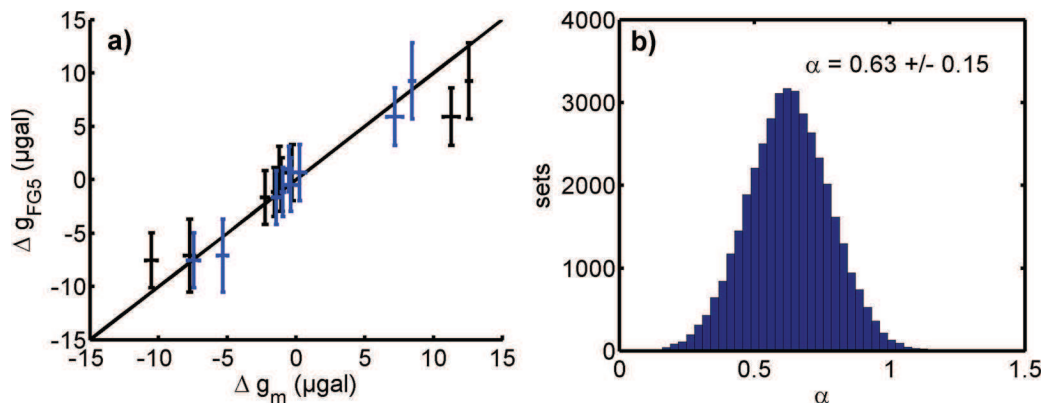 a)
15
10
5
0
-5
-10
-15
Δ g_FG5 (µgal)
-15 -10 -5 0 5 10 15
Δ g_m (µgal)
b)
α = 0.63 +/- 0.15
4000
3000
2000
1000
0
sets
0 0.5 1 1.5
α